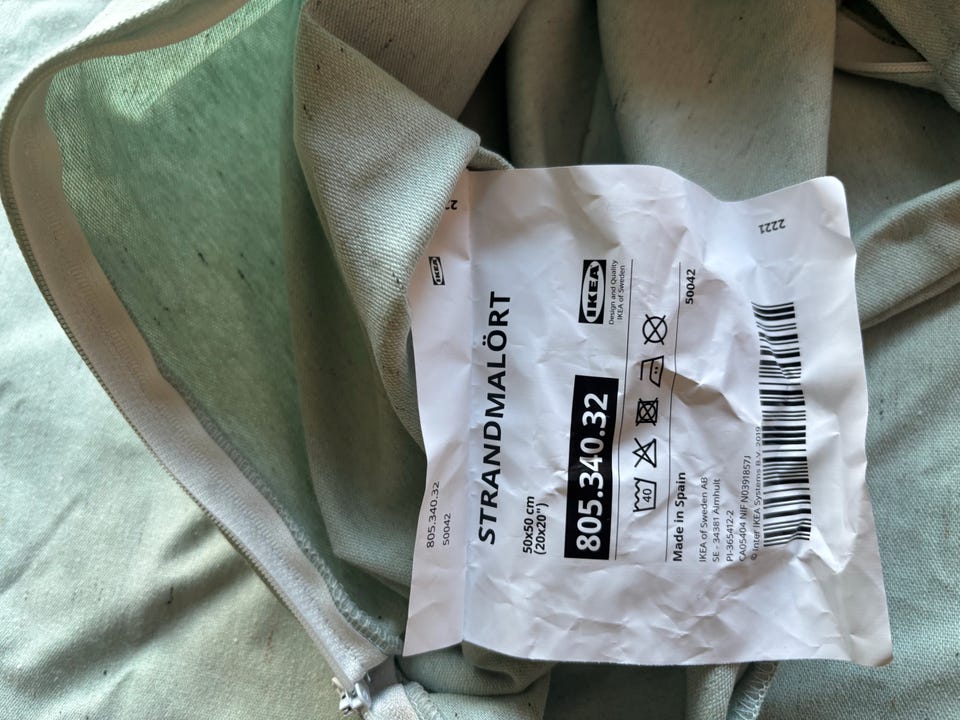 IKEA
805.340.32
50042
STRANDMALÖRT
50x50 cm
(20x20")
IKEA
Design and Quality
IKEA of Sweden
805.340.32
40
50042
Made in Spain
IKEA of Sweden AB
SE - 34381 Älmhult
PI-365412-2
CA05404 NIF N0391857J
© Inter IKEA Systems B.V. 2019
2221